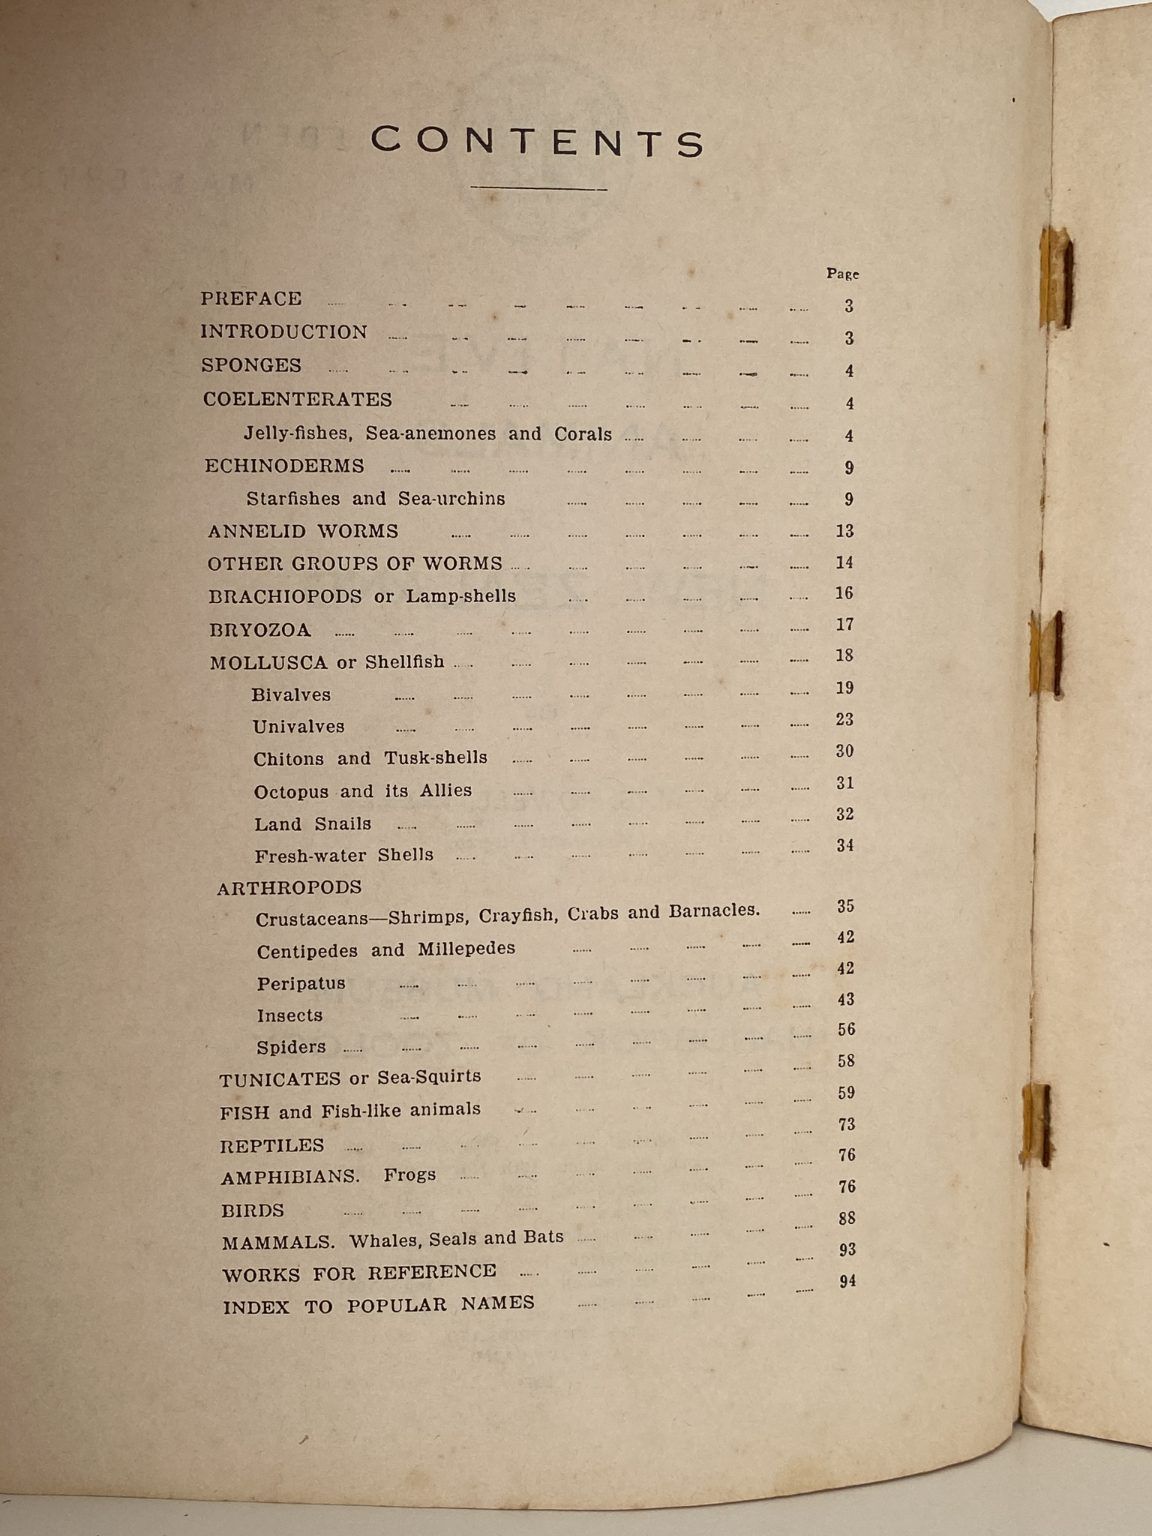 CONTENTS
Page
PREFACE 3
INTRODUCTION 3
SPONGES 4
COELENTERATES 4
Jelly-fishes, Sea-anemones and Corals 4
ECHINODERMS 9
Starfishes and Sea-urchins 9
ANNELID WORMS 13
OTHER GROUPS OF WORMS 14
BRACHIOPODS or Lamp-shells 16
BRYOZOA 17
MOLLUSCA or Shellfish 18
Bivalves 19
Univalves 23
Chitons and Tusk-shells 30
Octopus and its Allies 31
Land Snails 32
Fresh-water Shells 34
ARTHROPODS
Crustaceans—Shrimps, Crayfish, Crabs and Barnacles. 35
Centipedes and Millepedes 42
Peripatus 42
Insects 43
Spiders 56
TUNICATES or Sea-Squirts 58
FISH and Fish-like animals 59
REPTILES 73
AMPHIBIANS. Frogs 76
BIRDS 76
MAMMALS. Whales, Seals and Bats 88
WORKS FOR REFERENCE 93
INDEX TO POPULAR NAMES 94